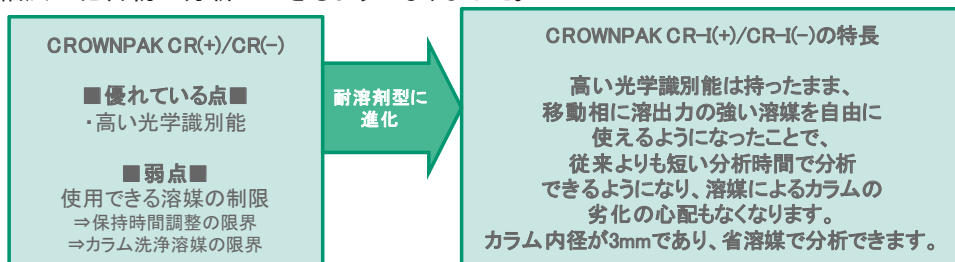 CROWNPAK CR(+)/CR(−)
■優れている点■
・高い光学識別能
■弱点■
使用できる溶媒の制限
⇒保持時間調整の限界
⇒カラム洗浄溶媒の限界
耐溶剤型に
進化
CROWNPAK CR−I(+)/CR−I(−)の特長
高い光学識別能は持ったまま、
移動相に溶出力の強い溶媒を自由に
使えるようになったことで、
従来よりも短い分析時間で分析
できるようになり、溶媒によるカラムの
劣化の心配もなくなります。
カラム内径が3mmであり、省溶媒で分析できます。